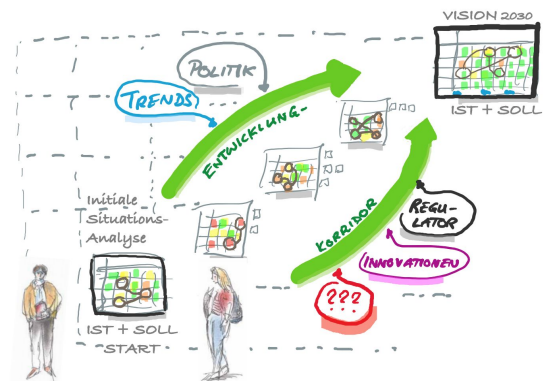 VISION 2030
IST + SOLL
POLITIK
TRENDS
ENTWICKLUNG-
KORRIDOR
REGU-
LATOR
INNOVATIONEN
???
...
Initiale
Situations-
Analyse
IST + SOLL
START